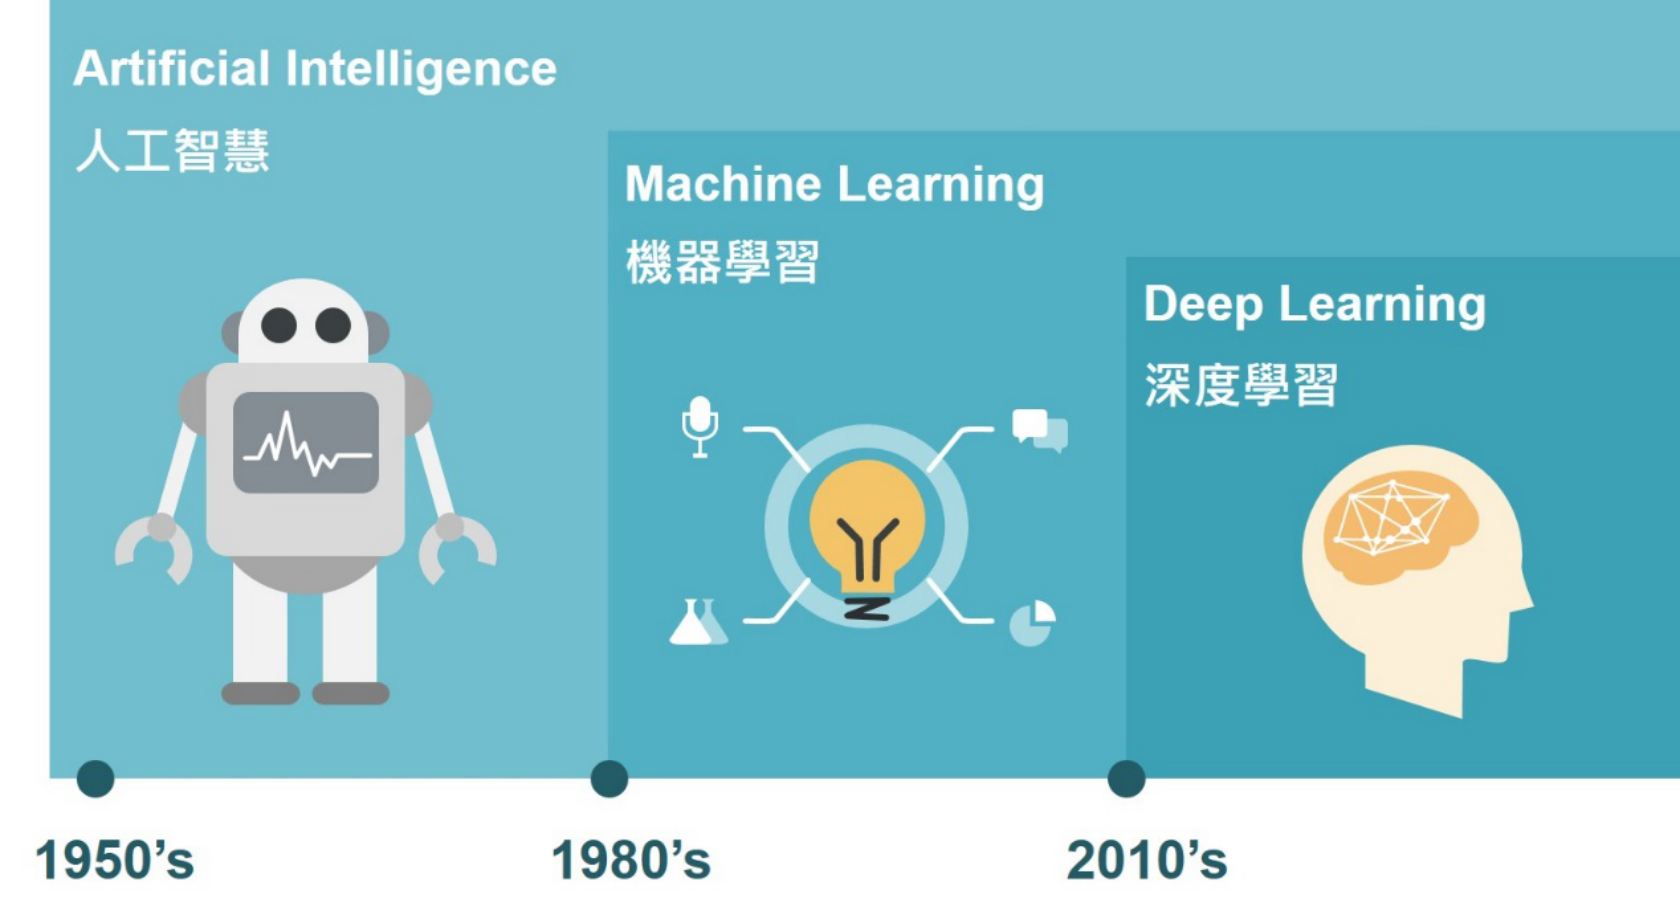 Artificial Intelligence
人工智慧
Machine Learning
機器學習
Deep Learning
深度學習
1950’s
1980’s
2010’s